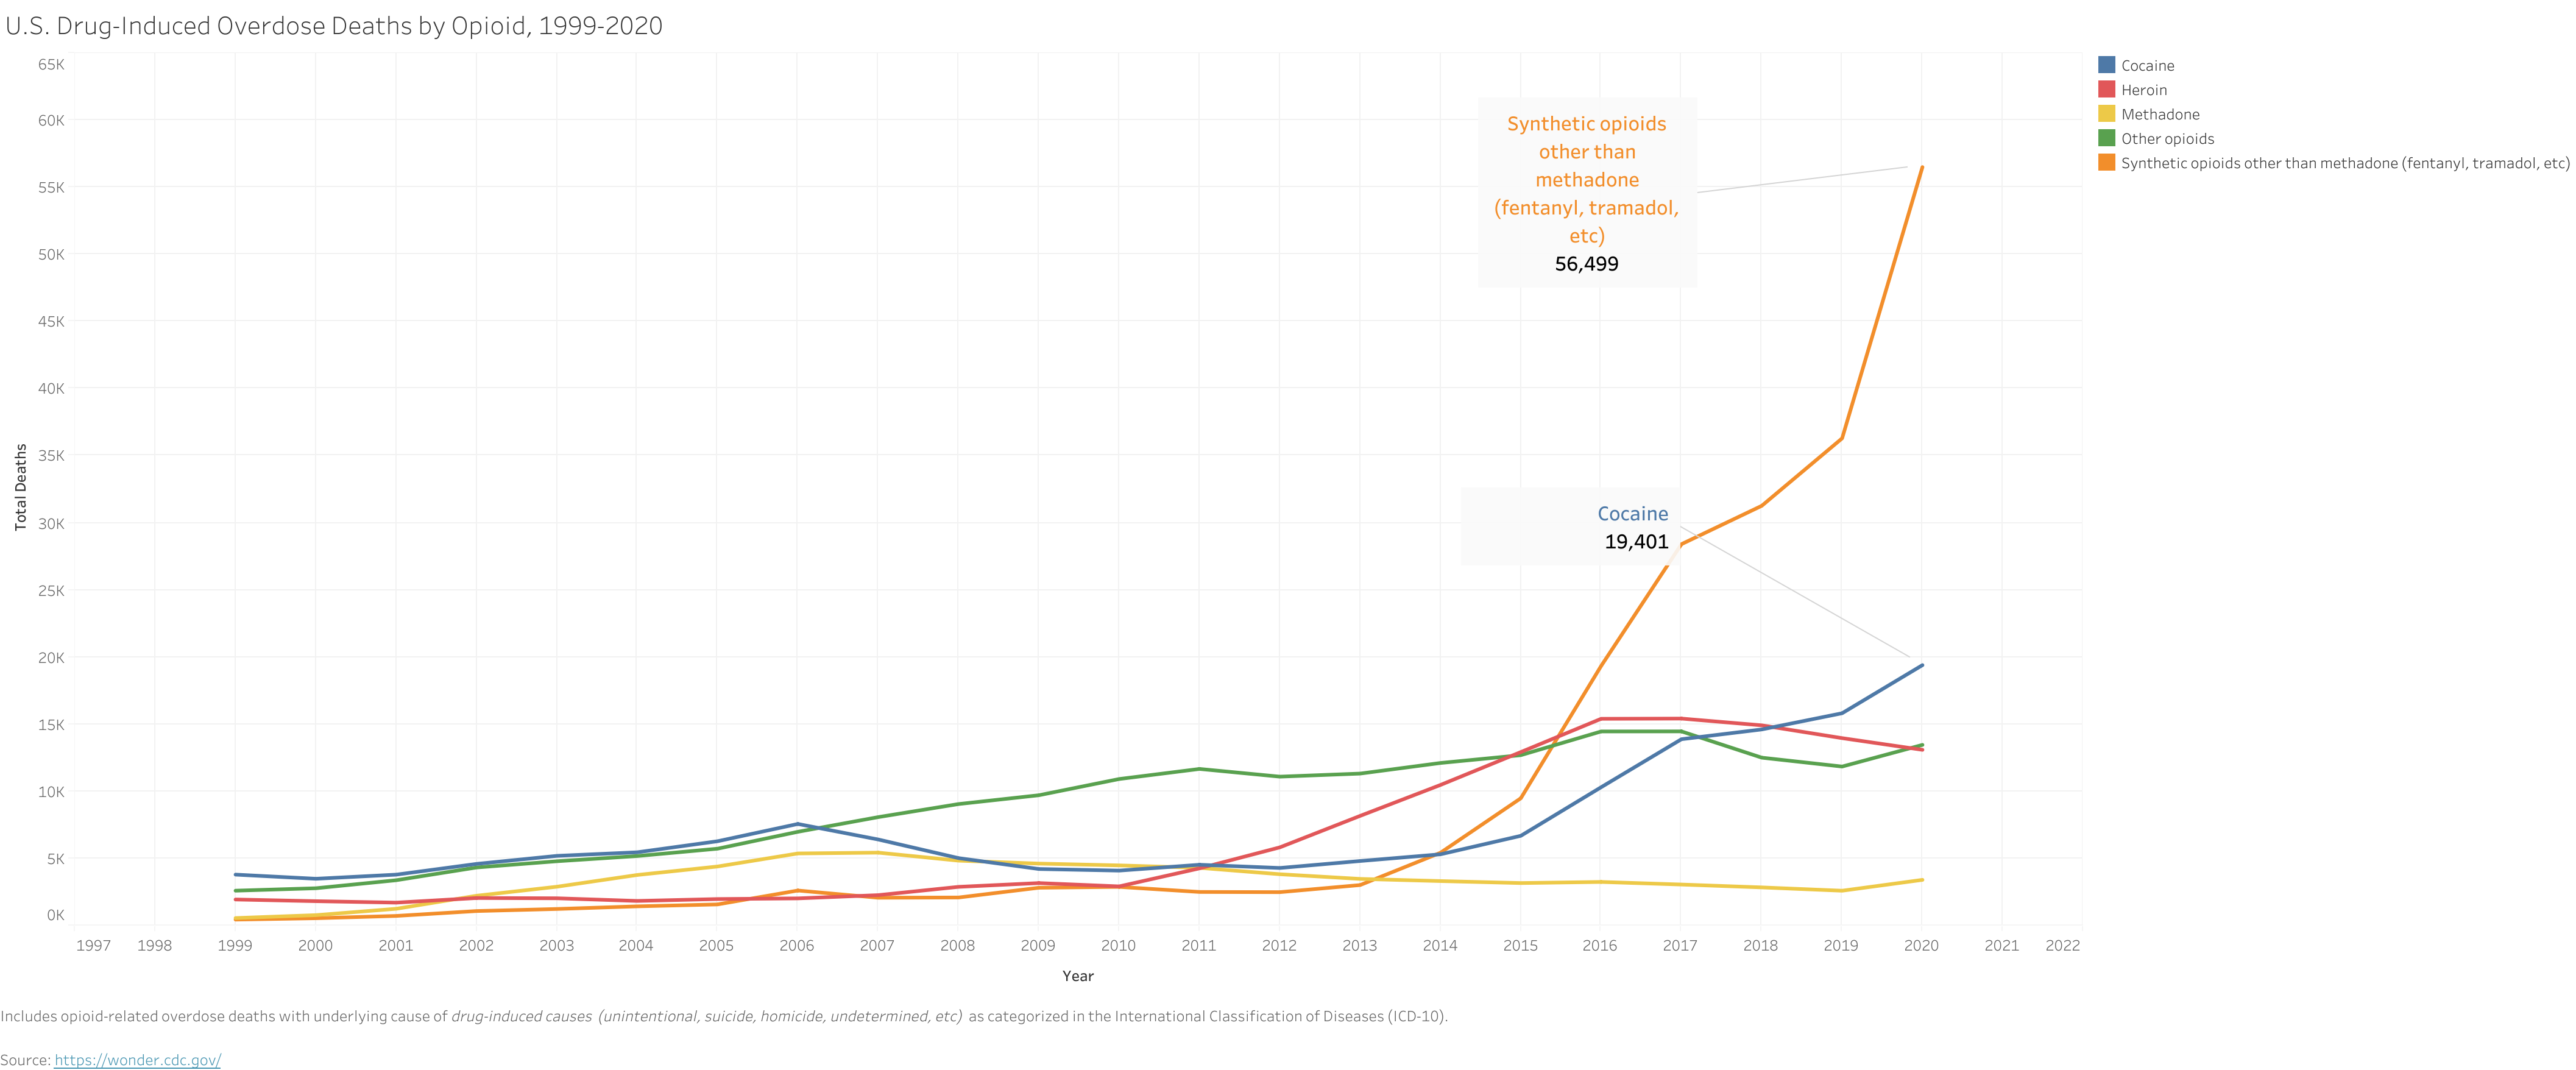 U.S. Drug-Induced Overdose Deaths by Opioid, 1999-2020
65K
60K
55K
50K
45K
40K
35K
30K
25K
20K
15K
10K
5K
0K
Total Deaths
Synthetic opioids
other than
methadone
(fentanyl, tramadol,
etc)
56,499
Cocaine
19,401
1997 1998 1999 2000 2001 2002 2003 2004 2005 2006 2007 2008 2009 2010 2011 2012 2013 2014 2015 2016 2017 2018 2019 2020 2021 2022
Year
Cocaine
Heroin
Methadone
Other opioids
Synthetic opioids other than methadone (fentanyl, tramadol, etc)
Includes opioid-related overdose deaths with underlying cause of drug-induced causes (unintentional, suicide, homicide, undetermined, etc) as categorized in the International Classification of Diseases (ICD-10).
Source: https://wonder.cdc.gov/